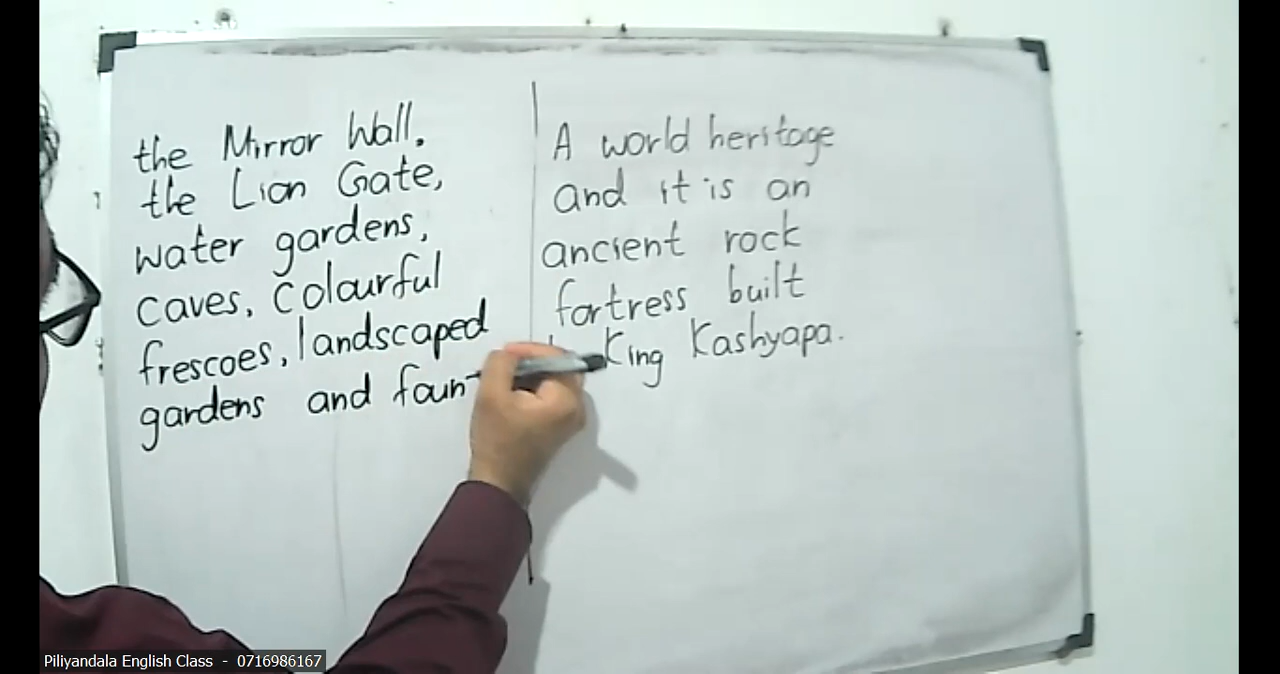 the Mirror Wall.
the Lion Gate,
water gardens,
caves, colourful
frescoes, landscaped
gardens and fount
A world heritage
and it is an
ancient rock
fortress built
King Kashyapa.
Piliyandala English Class - 0716986167